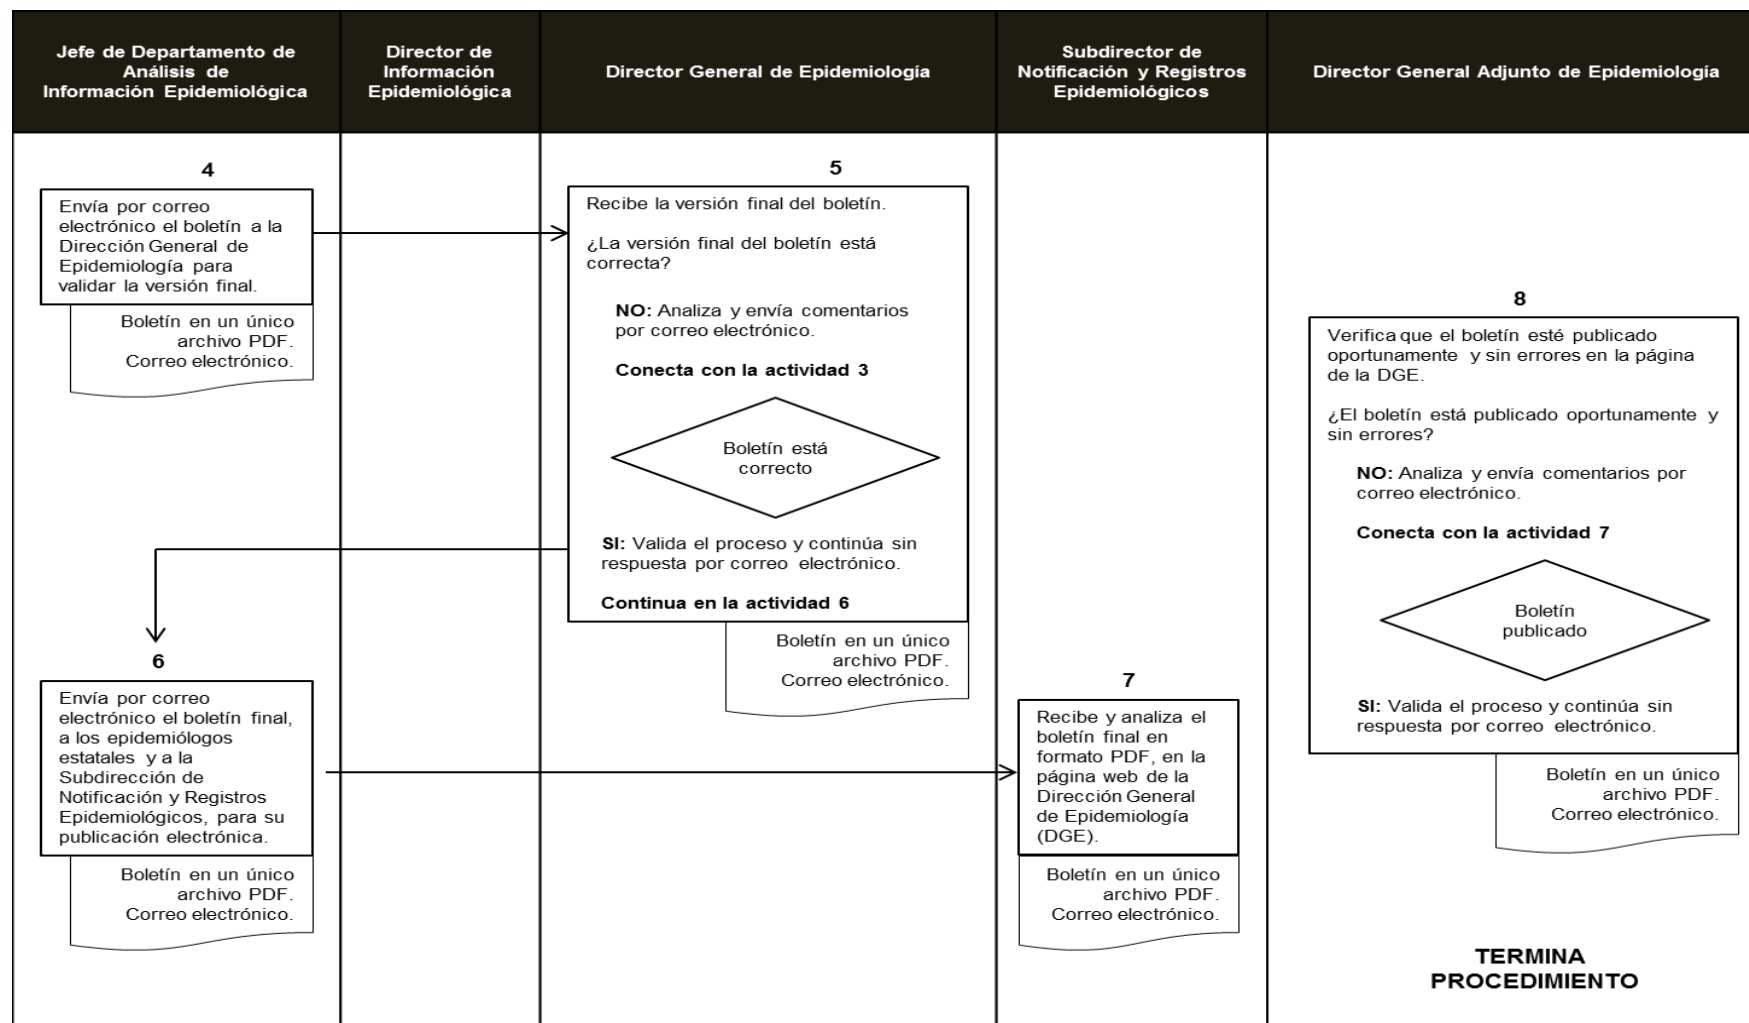 Jefe de Departamento de
Análisis de
Información Epidemiológica
Director de
Información
Epidemiológica
Director General de Epidemiología
Subdirector de
Notificación y Registros
Epidemiológicos
Director General Adjunto de Epidemiología
4
Envía por correo
electrónico el boletín a la
Dirección General de
Epidemiología para
validar la versión final.
Boletín en un único
archivo PDF.
Correo electrónico.
5
Recibe la versión final del boletín.
¿La versión final del boletín está
correcta?
NO: Analiza y envía comentarios
por correo electrónico.
Conecta con la actividad 3
Boletín está
correcto
SI: Valida el proceso y continúa sin
respuesta por correo electrónico.
Continua en la actividad 6
Boletín en un único
archivo PDF.
Correo electrónico.
6
Envía por correo
electrónico el boletín final,
a los epidemiólogos
estatales y a la
Subdirección de
Notificación y Registros
Epidemiológicos, para su
publicación electrónica.
Boletín en un único
archivo PDF.
Correo electrónico.
7
Recibe y analiza el
boletín final en
formato PDF, en la
página web de la
Dirección General
de Epidemiología
(DGE).
Boletín en un único
archivo PDF.
Correo electrónico.
8
Verifica que el boletín esté publicado
oportunamente y sin errores en la página
de la DGE.
¿El boletín está publicado oportunamente y
sin errores?
NO: Analiza y envía comentarios por
correo electrónico.
Conecta con la actividad 7
Boletín
publicado
SI: Valida el proceso y continúa sin
respuesta por correo electrónico.
Boletín en un único
archivo PDF.
Correo electrónico.
TERMINA
PROCEDIMIENTO